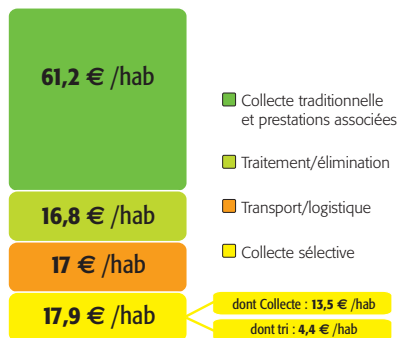 61,2 € /hab
16,8 € /hab
17 € /hab
17,9 € /hab
Collecte traditionnelle
et prestations associées
Traitement/élimination
Transport/logistique
Collecte sélective
dont Collecte : 13,5 € /hab
dont tri : 4,4 € /hab